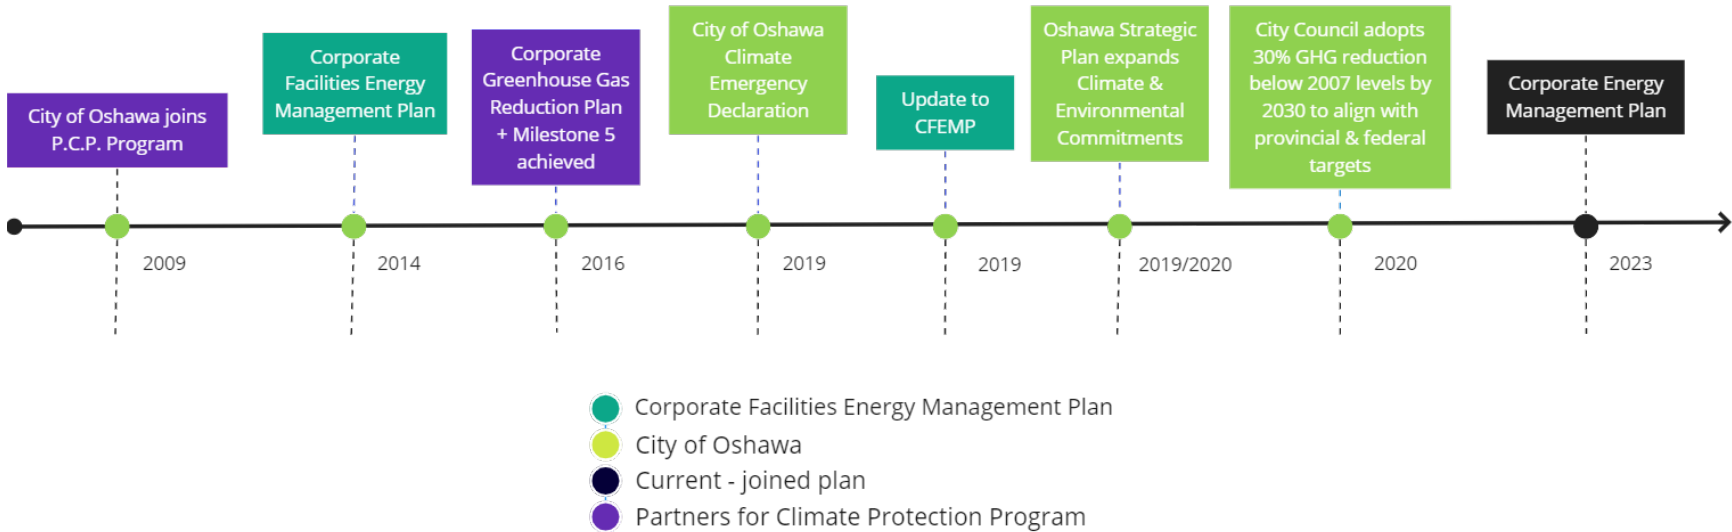 City of Oshawa joins
P.C.P. Program
Corporate
Facilities Energy
Management Plan
Corporate
Greenhouse Gas
Reduction Plan
+ Milestone 5
achieved
City of Oshawa
Climate
Emergency
Declaration
Update to
CFEMP
Oshawa Strategic
Plan expands
Climate &
Environmental
Commitments
City Council adopts
30% GHG reduction
below 2007 levels by
2030 to align with
provincial & federal
targets
Corporate Energy
Management Plan
2009
2014
2016
2019
2019
2019/2020
2020
2023
Corporate Facilities Energy Management Plan
City of Oshawa
Current - joined plan
Partners for Climate Protection Program